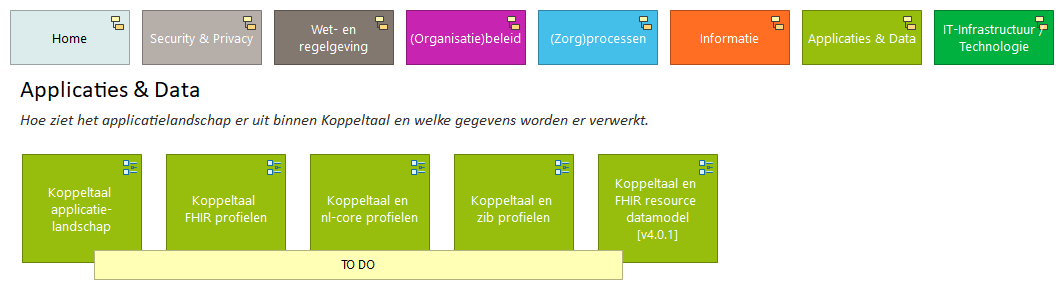 Home
Security & Privacy
Wet- en
regelgeving
(Organisatie)beleid
(Zorg)processen
Informatie
Applicaties & Data
IT-Infrastructuur /
Technologie
Applicaties & Data
Hoe ziet het applicatielandschap er uit binnen Koppeltaal en welke gegevens worden er verwerkt.
Koppeltaal
applicatie-
landschap
Koppeltaal
FHIR profielen
Koppeltaal en
nl-core profielen
Koppeltaal en
zib profielen
Koppeltaal en
FHIR resource
datamodel
[v4.0.1]
TO DO